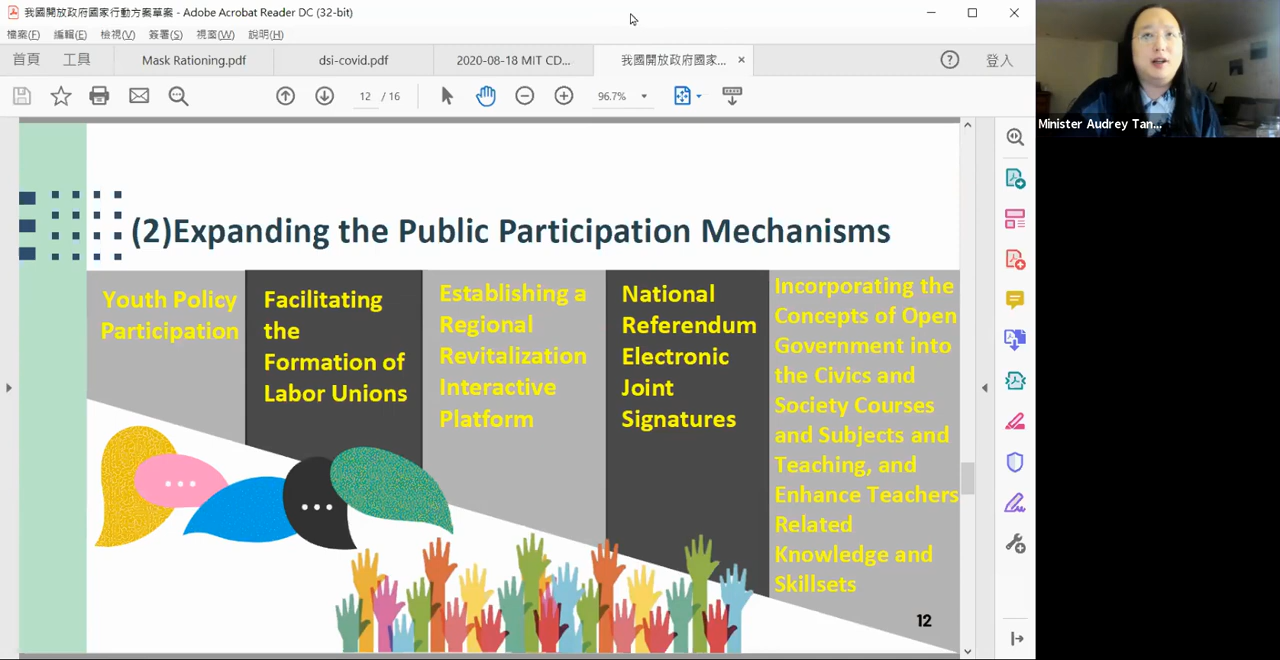 我國開放政府國家行動方案草案 - Adobe Acrobat Reader DC (32-bit)
檔案(F) 編輯(E) 檢視(V) 簽署(S) 視窗(W) 說明(H)
首頁 工具 Mask Rationing.pdf dsi-covid.pdf 2020-08-18 MIT CD... 我國開放政府國家... × 登入
12 / 16 96.7%
Minister Audrey Tan...
(2)Expanding the Public Participation Mechanisms
Youth Policy
Participation
Facilitating
the
Formation of
Labor Unions
Establishing a
Regional
Revitalization
Interactive
Platform
National
Referendum
Electronic
Joint
Signatures
Incorporating the
Concepts of Open
Government into
the Civics and
Society Courses
and Subjects and
Teaching, and
Enhance Teachers
Related
Knowledge and
Skillsets
12